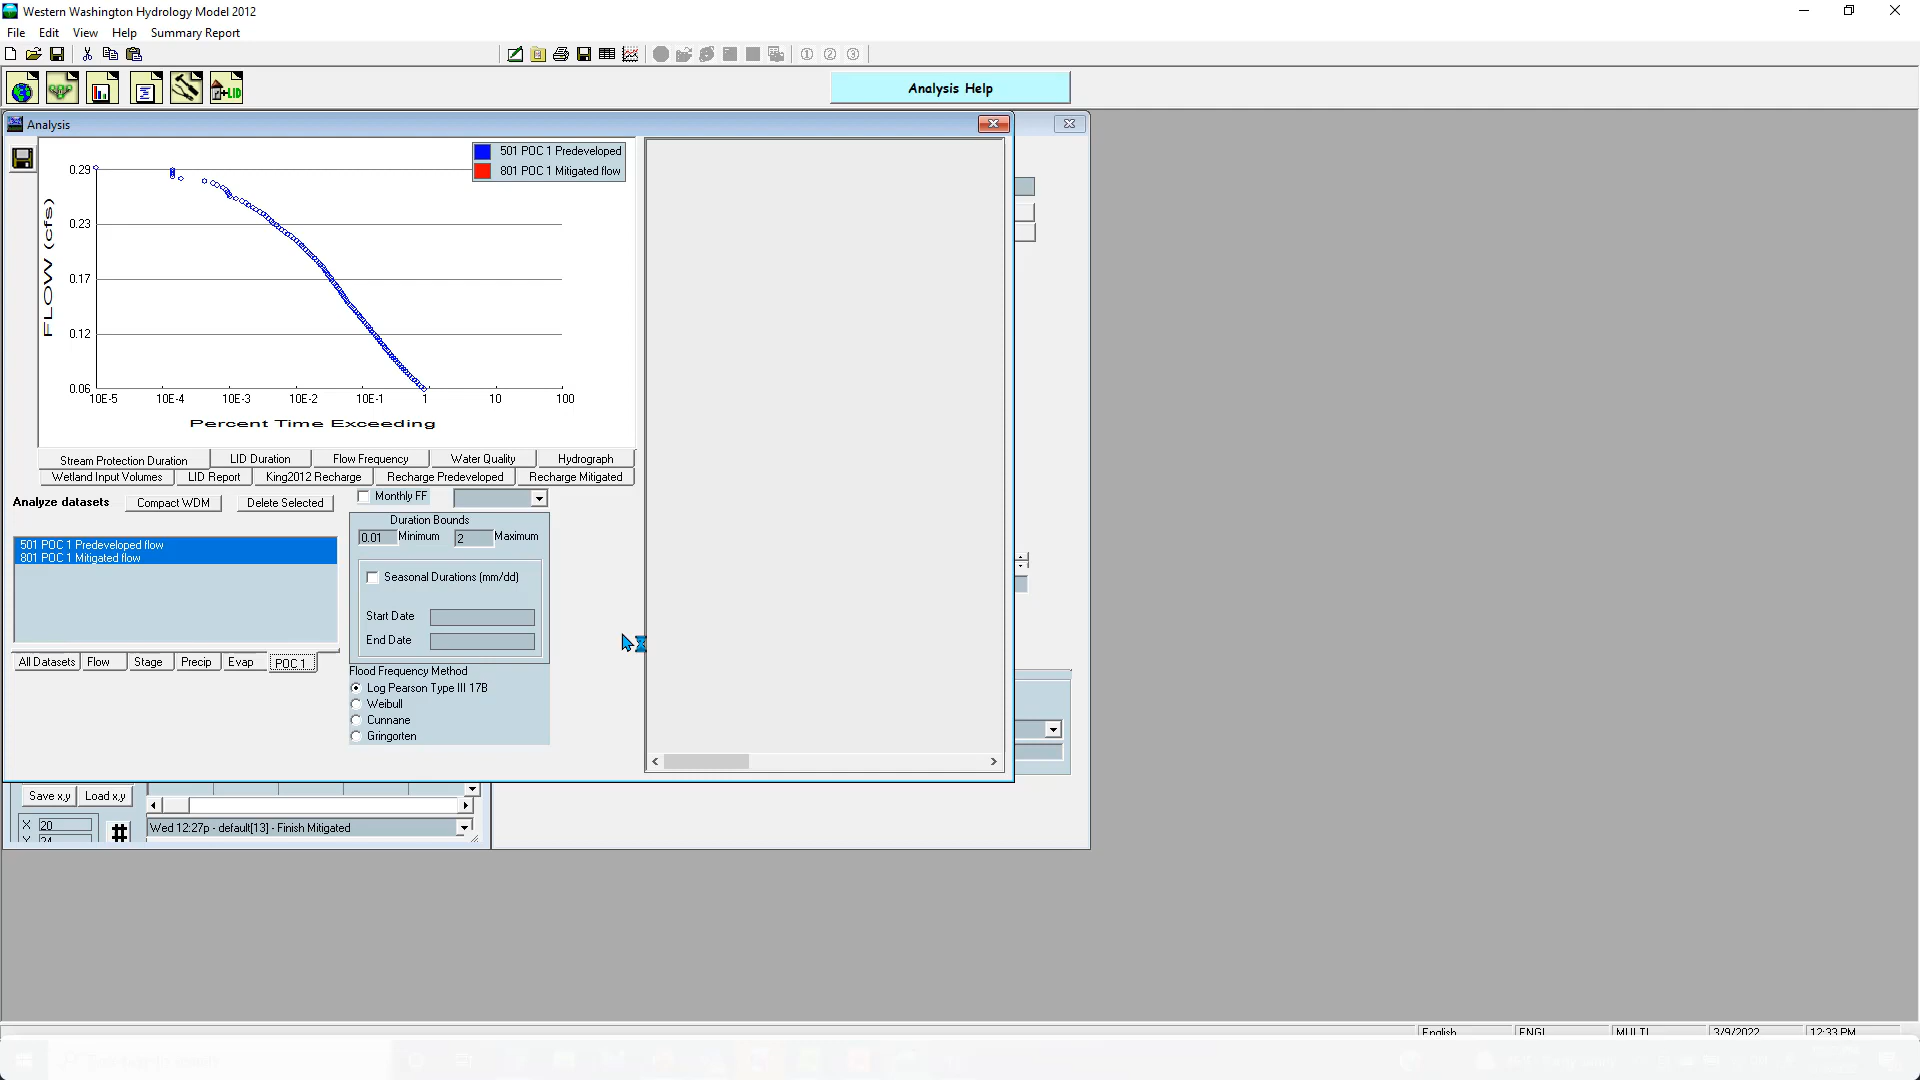 Western Washington Hydrology Model 2012
File Edit View Help Summary Report
+LID
Analysis Help
Analysis
501 POC 1 Predeveloped
801 POC 1 Mitigated flow
0.29
0.23
0.17
0.12
0.06
FLOW (cfs)
10E-5 10E-4 10E-3 10E-2 10E-1 1 10 100
Percent Time Exceeding
Stream Protection Duration LID Duration Flow Frequency Water Quality Hydrograph
Wetland Input Volumes LID Report King2012 Recharge Recharge Predeveloped Recharge Mitigated
Analyze datasets Compact WDM Delete Selected Monthly FF
Duration Bounds
0.01 Minimum 2 Maximum
501 POC 1 Predeveloped flow
801 POC 1 Mitigated flow
Seasonal Durations (mm/dd)
Start Date
End Date
All Datasets Flow Stage Precip Evap POC 1
Flood Frequency Method
Log Pearson Type III 17B
Weibull
Cunnane
Gringorten
Save x,y Load x,y
X 20
Y 24
#
Wed 12:27p - default[13] - Finish Mitigated
English ENGL MULTI 3/9/2022 12:33 PM